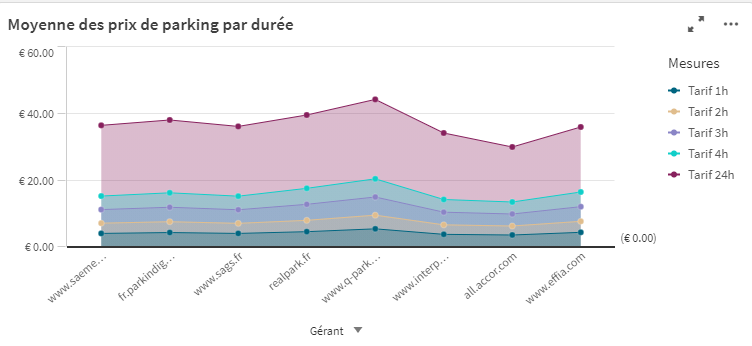 Moyenne des prix de parking par durée
€ 60.00
€ 40.00
€ 20.00
€ 0.00
(€ 0.00)
www.saeme...
fr.parkindig...
www.sags.fr
realpark.fr
www.q-park...
www.interp...
all.accor.com
www.effia.com
Gérant
Mesures
Tarif 1h
Tarif 2h
Tarif 3h
Tarif 4h
Tarif 24h